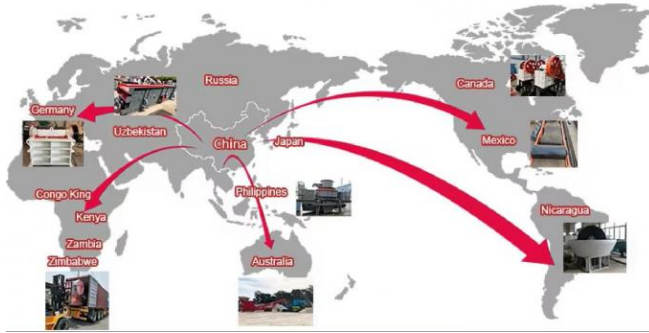 Russia
Canada
Germany
Uzbekistan
China
Japan
Mexico
Congo King
Philippines
Kenya
Nicaragua
Zambia
Zimbabwe
Australia